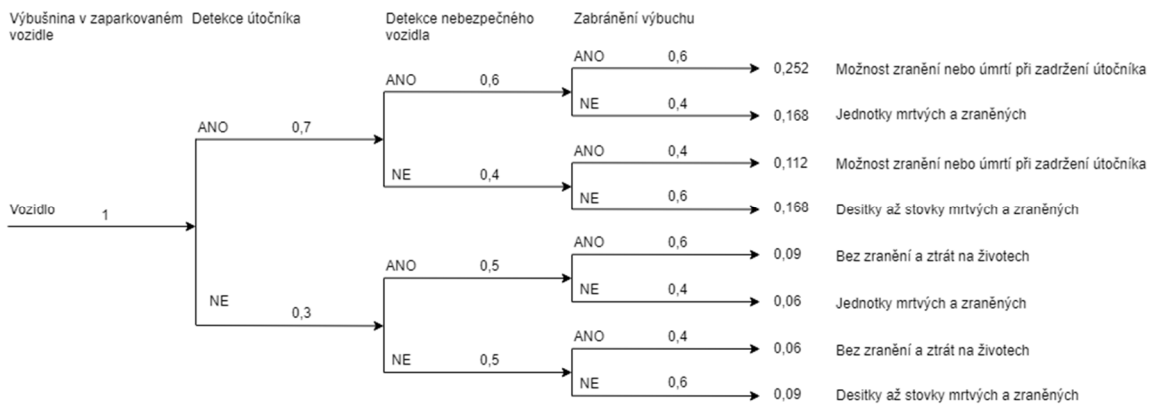 Výbušnina v zaparkovaném vozidle
Detekce útočníka
Detekce nebezpečného vozidla
Zabránění výbuchu
ANO 0,6 0,252 Možnost zranění nebo úmrtí při zadržení útočníka
ANO 0,6
NE 0,4 0,168 Jednotky mrtvých a zraněných
ANO 0,7
ANO 0,4 0,112 Možnost zranění nebo úmrtí při zadržení útočníka
NE 0,4
NE 0,6 0,168 Desítky až stovky mrtvých a zraněných
Vozidlo 1
ANO 0,6 0,09 Bez zranění a ztrát na životech
ANO 0,5
NE 0,4 0,06 Jednotky mrtvých a zraněných
NE 0,3
ANO 0,4 0,06 Bez zranění a ztrát na životech
NE 0,5
NE 0,6 0,09 Desítky až stovky mrtvých a zraněných